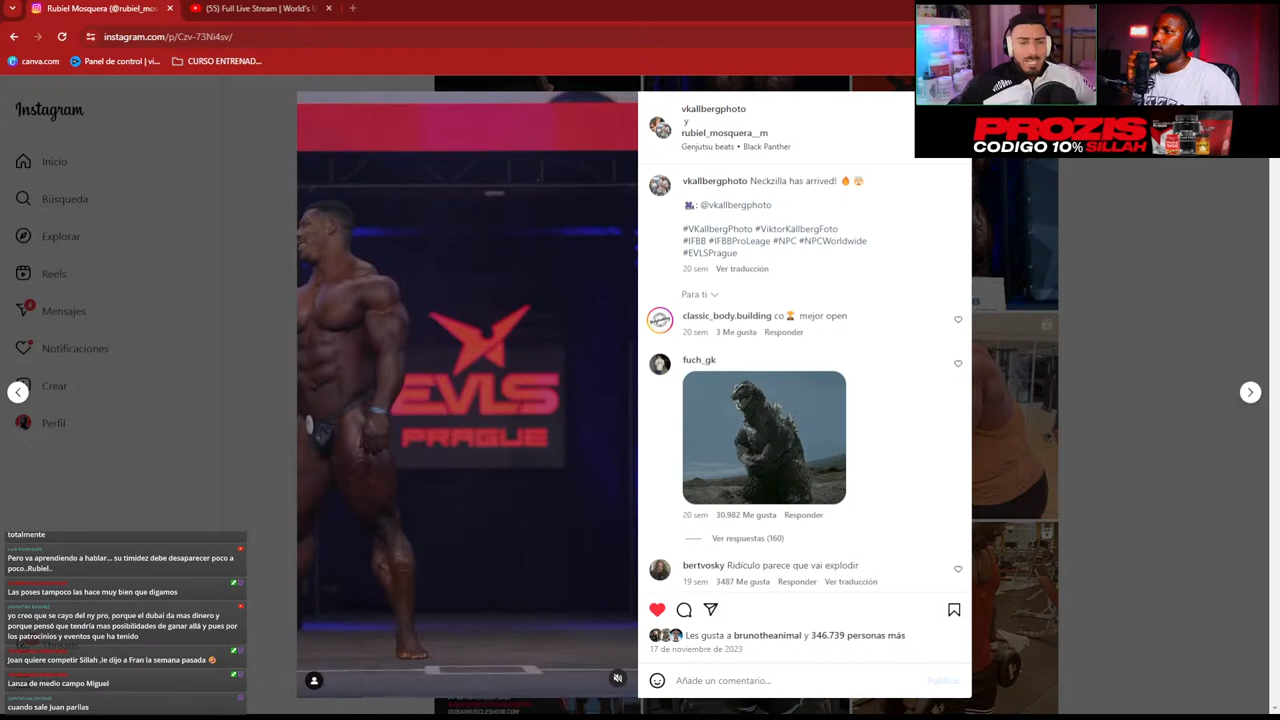 Rubiel Mosquera (@rubiel_mos
(55) Full Live Stream | World's U
instagram.com/p/Czv-73Ni4sv/
canva.com
Panel de control | vi...
CURSO ENTRENAD...
PROZIS
CODIGO 10% SILLAH
Instagram
Inicio
Búsqueda
Explorar
Reels
4
Mensajes
Notificaciones
Crear
Perfil
Threads
EVLS
PRAGUE
vkallbergphoto
y
rubiel_mosquera__m
Genjutsu beats • Black Panther
vkallbergphoto Neckzilla has arrived! 🔥 🤯
🎥: @vkallbergphoto
#VKallbergPhoto #ViktorKällbergFoto
#IFBB #IFBBProLeage #NPC #NPCWorldwide
#EVLSPrague
20 sem Ver traducción
Para ti
classic_body.building co🏆 mejor open
20 sem 3 Me gusta Responder
fuch_gk
20 sem 30.982 Me gusta Responder
Ver respuestas (160)
bertvosky Ridículo parece que vai explodir
19 sem 3487 Me gusta Responder Ver traducción
Les gusta a brunotheanimal y 346.739 personas más
17 de noviembre de 2023
Añade un comentario...
Publicar
totalmente
Pero va aprendiendo a hablar... su timidez debe desaparecer poco a
poco..Rubiel..
Las poses tampoco las hace muy bien que digamos
yo creo que se cayo del ny pro, porque el dubai da mas dinero y
porque pensó que tendría mas posibilidades de ganar allá y pues por
los patrocinios y eventos que ha tenido
Joan quiere competir Sillah ,le dijo a Fran la semana pasada
Lanza de medio campo Miguel
cuando sale Juan parllas
DUBAIMUSCLESHOW.COM